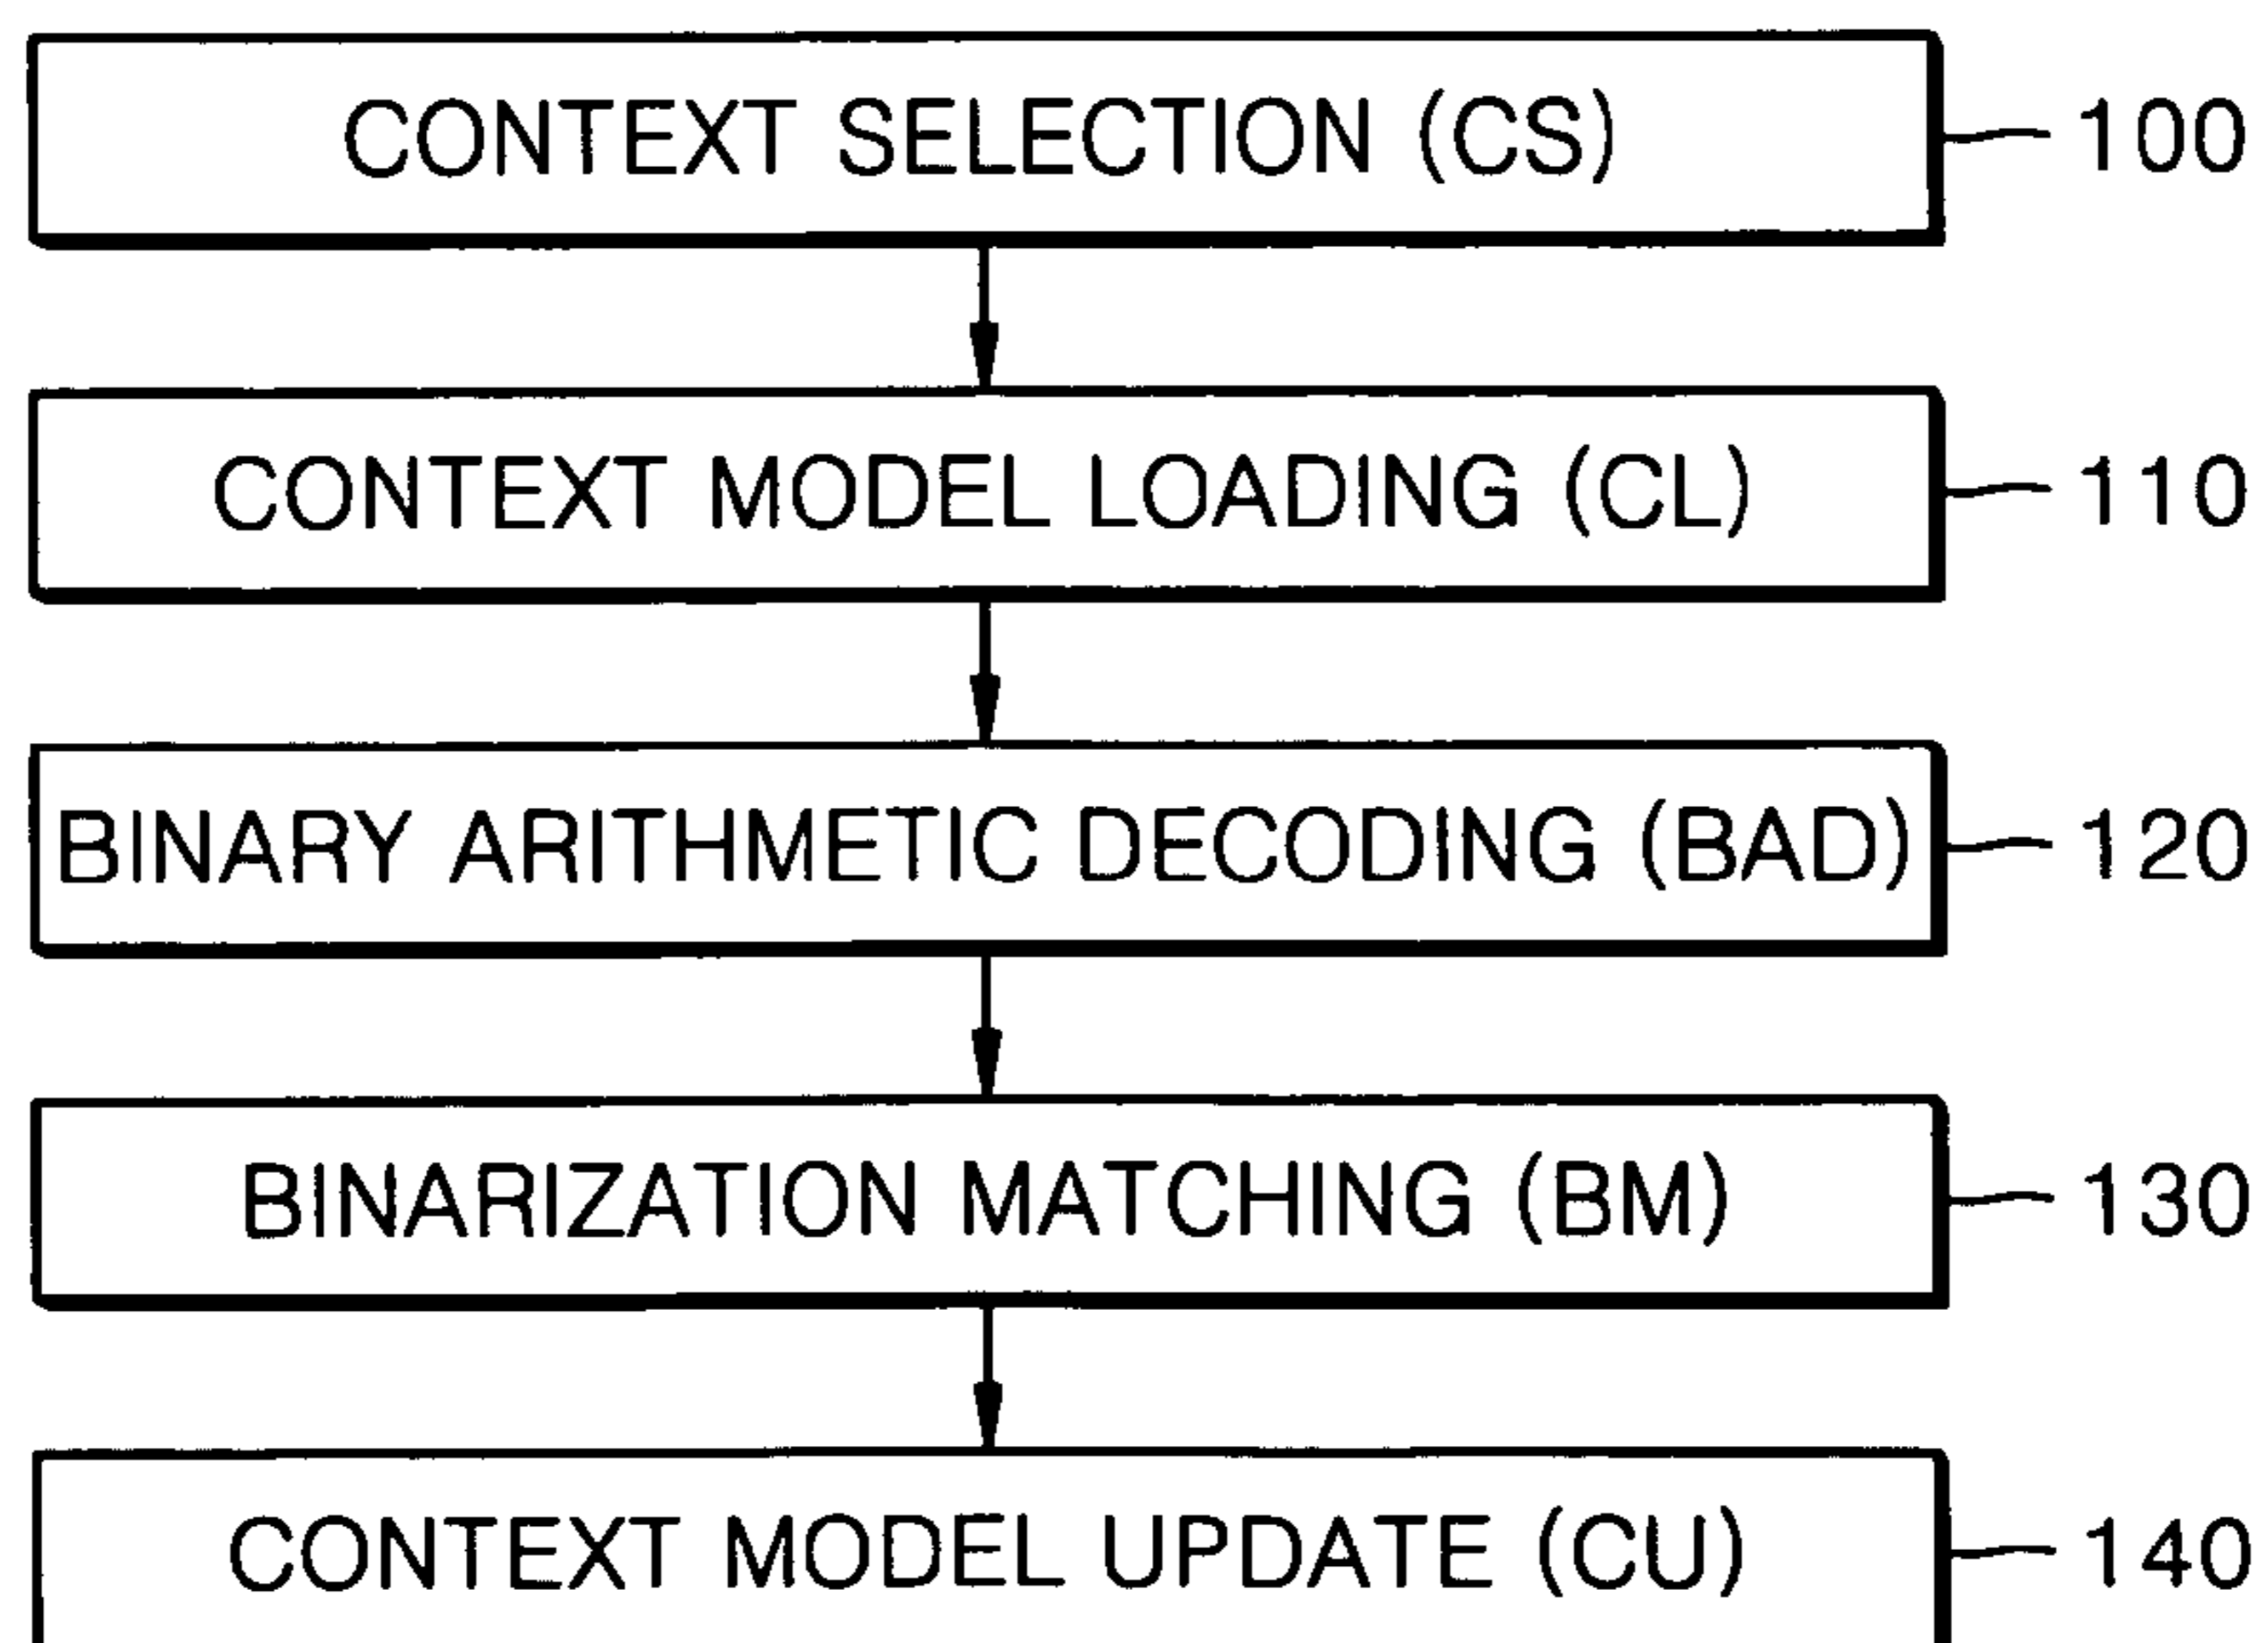 CONTEXT SELECTION (CS) 100
CONTEXT MODEL LOADING (CL) 110
BINARY ARITHMETIC DECODING (BAD) 120
BINARIZATION MATCHING (BM) 130
CONTEXT MODEL UPDATE (CU) 140